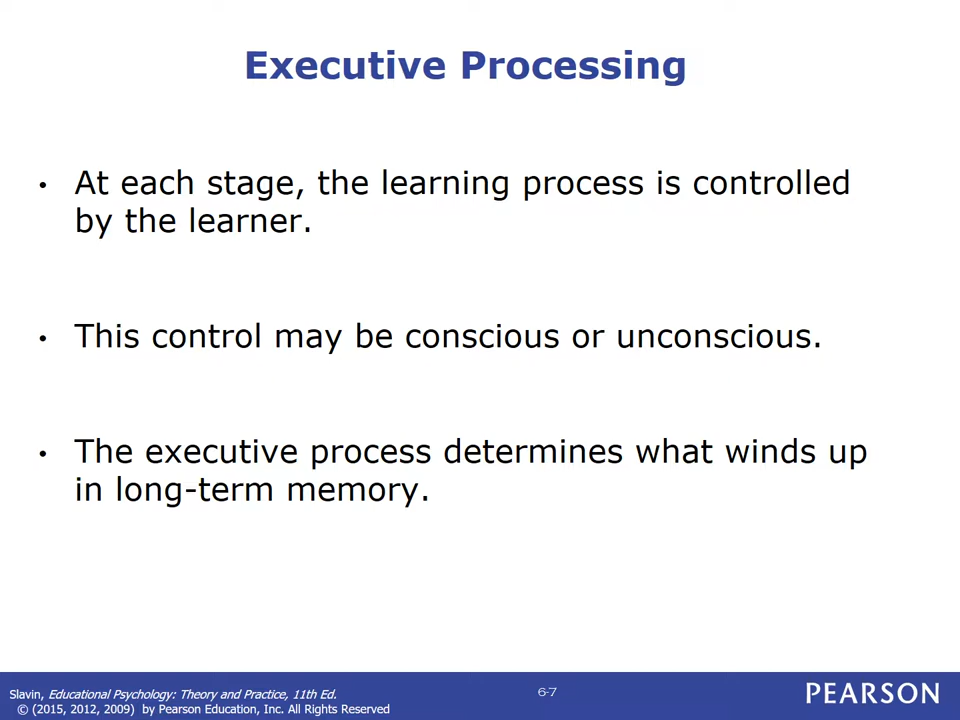 Executive Processing
• At each stage, the learning process is controlled
by the learner.
• This control may be conscious or unconscious.
• The executive process determines what winds up
in long-term memory.
Slavin, Educational Psychology: Theory and Practice, 11th Ed.
© (2015, 2012, 2009) by Pearson Education, Inc. All Rights Reserved
6-7
PEARSON